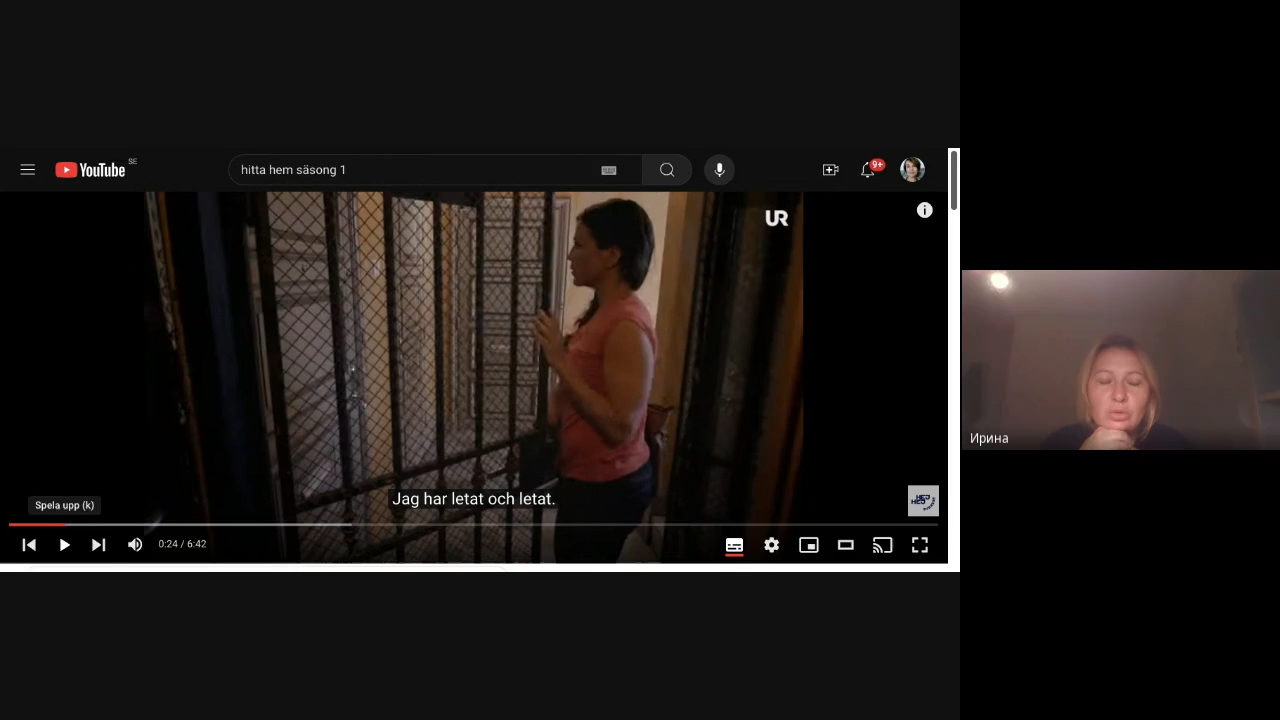 YouTube SE
hitta hem säsong 1
9+
UR
Ирина
Jag har letat och letat.
Spela upp (k)
0:24 / 6:42